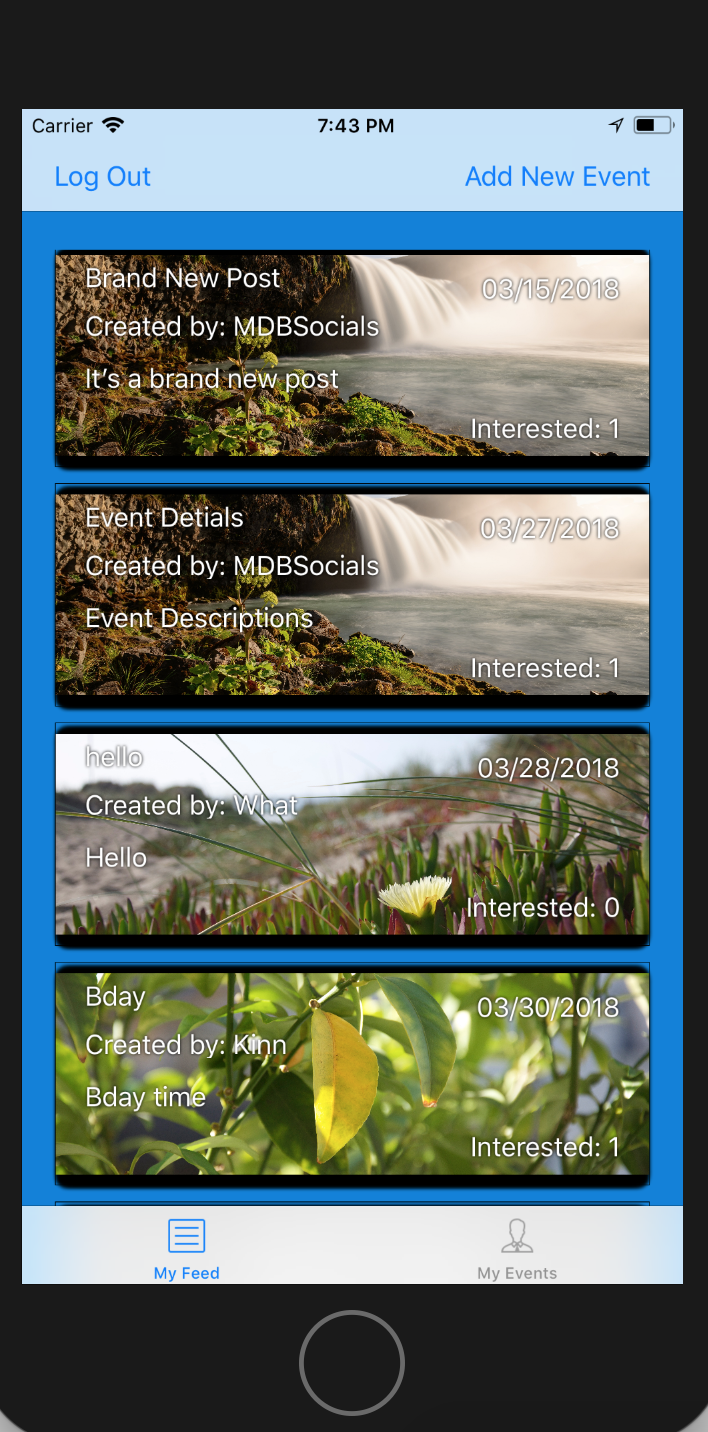 Carrier 7:43 PM
Log Out Add New Event
Brand New Post 03/15/2018
Created by: MDBSocials
It’s a brand new post
Interested: 1
Event Detials 03/27/2018
Created by: MDBSocials
Event Descriptions
Interested: 1
hello 03/28/2018
Created by: What
Hello
Interested: 0
Bday 03/30/2018
Created by: Kinn
Bday time
Interested: 1
My Feed My Events